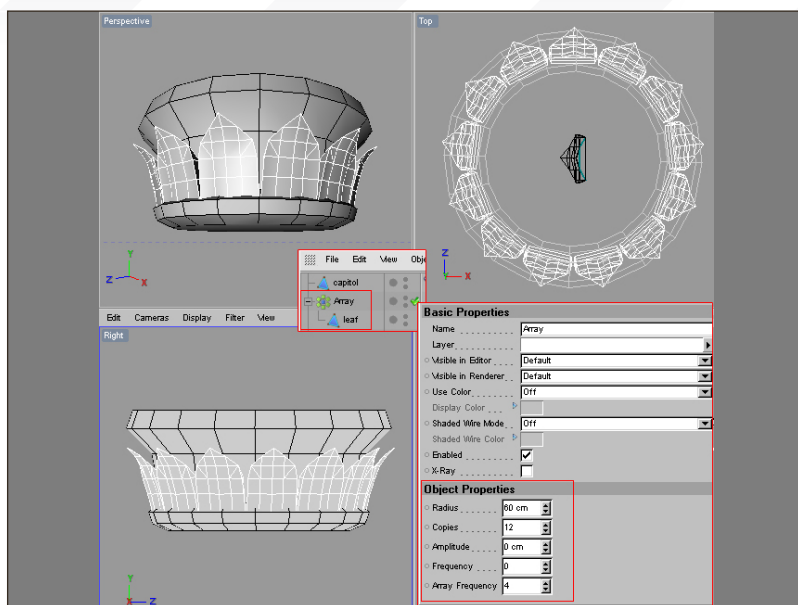 Perspective
Top
Y
Z
X
Z
X
File Edit View Obje
capitol
Array
leaf
Edit Cameras Display Filter View
Right
Y
X Z
Basic Properties
Name Array
Layer
Visible in Editor Default
Visible in Renderer Default
Use Color Off
Display Color
Shaded Wire Mode Off
Shaded Wire Color
Enabled
X-Ray
Object Properties
Radius 60 cm
Copies 12
Amplitude 0 cm
Frequency 0
Array Frequency 4